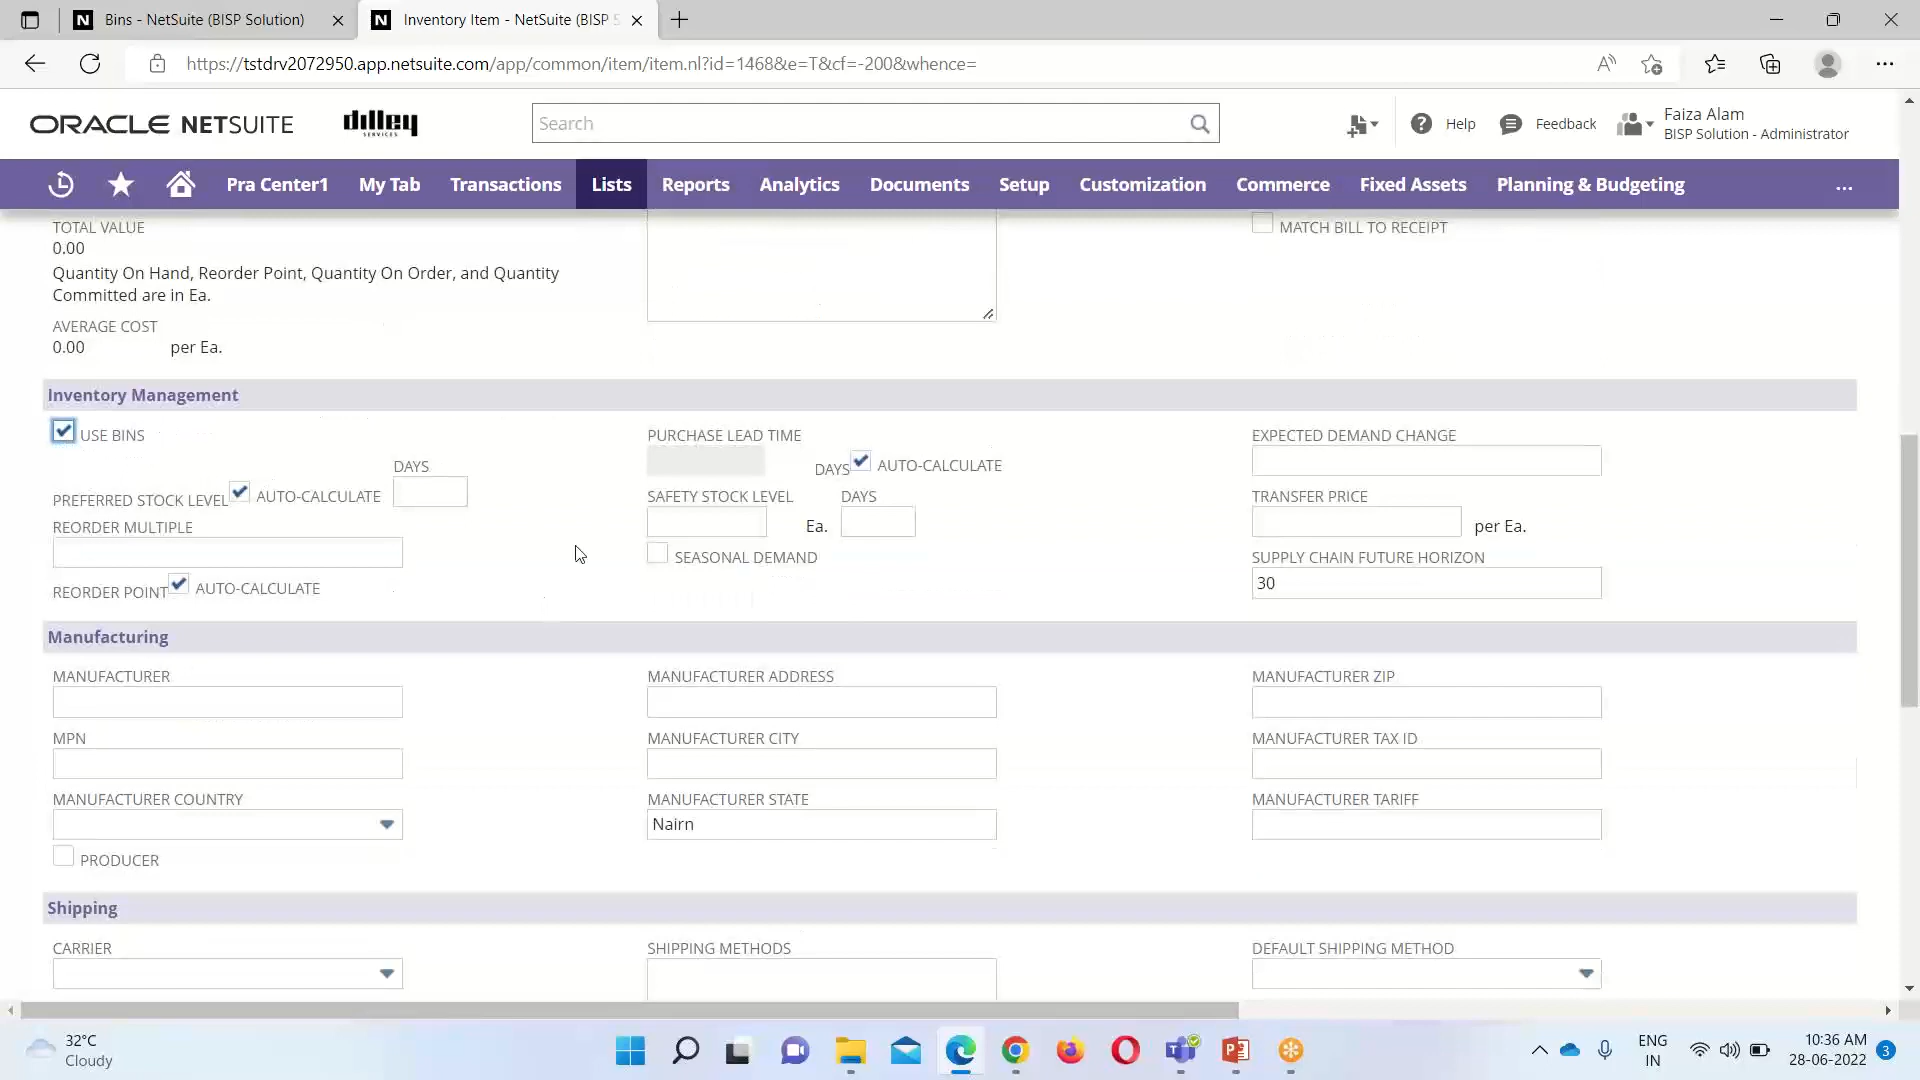 Bins - NetSuite (BISP Solution)
Inventory Item - NetSuite (BISP S
https://tstdrv2072950.app.netsuite.com/app/common/item/item.nl?id=1468&e=T&cf=-200&whence=
ORACLE NETSUITE
dilley
SERVICES
Search
Help
Feedback
Faiza Alam
BISP Solution - Administrator
Pra Center1
My Tab
Transactions
Lists
Reports
Analytics
Documents
Setup
Customization
Commerce
Fixed Assets
Planning & Budgeting
...
TOTAL VALUE
0.00
Quantity On Hand, Reorder Point, Quantity On Order, and Quantity
Committed are in Ea.
AVERAGE COST
0.00 per Ea.
MATCH BILL TO RECEIPT
Inventory Management
USE BINS
DAYS
PREFERRED STOCK LEVEL AUTO-CALCULATE
REORDER MULTIPLE
REORDER POINT AUTO-CALCULATE
PURCHASE LEAD TIME
DAYS AUTO-CALCULATE
SAFETY STOCK LEVEL DAYS
Ea.
SEASONAL DEMAND
EXPECTED DEMAND CHANGE
TRANSFER PRICE
per Ea.
SUPPLY CHAIN FUTURE HORIZON
30
Manufacturing
MANUFACTURER
MPN
MANUFACTURER COUNTRY
PRODUCER
MANUFACTURER ADDRESS
MANUFACTURER CITY
MANUFACTURER STATE
Nairn
MANUFACTURER ZIP
MANUFACTURER TAX ID
MANUFACTURER TARIFF
Shipping
CARRIER
SHIPPING METHODS
DEFAULT SHIPPING METHOD
32°C
Cloudy
ENG
IN
10:36 AM
28-06-2022
3